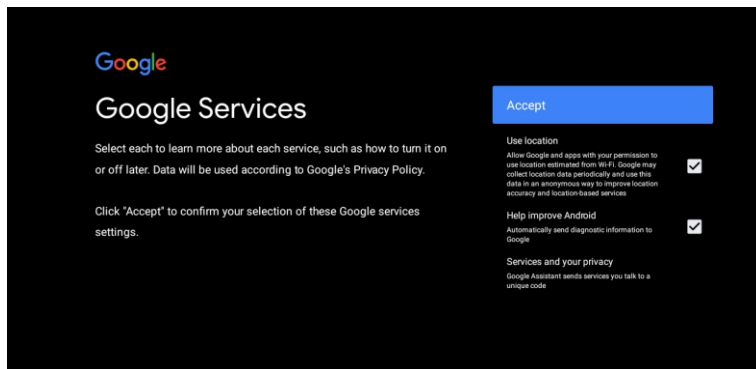 Google
Google Services
Select each to learn more about each service, such as how to turn it on
or off later. Data will be used according to Google's Privacy Policy.
Click "Accept" to confirm your selection of these Google services
settings.
Accept
Use location
Allow Google and apps with your permission to
use location estimated from Wi-Fi. Google may
collect location data periodically and use this
data in an anonymous way to improve location
accuracy and location-based services
Help improve Android
Automatically send diagnostic information to
Google
Services and your privacy
Google Assistant sends services you talk to a
unique code